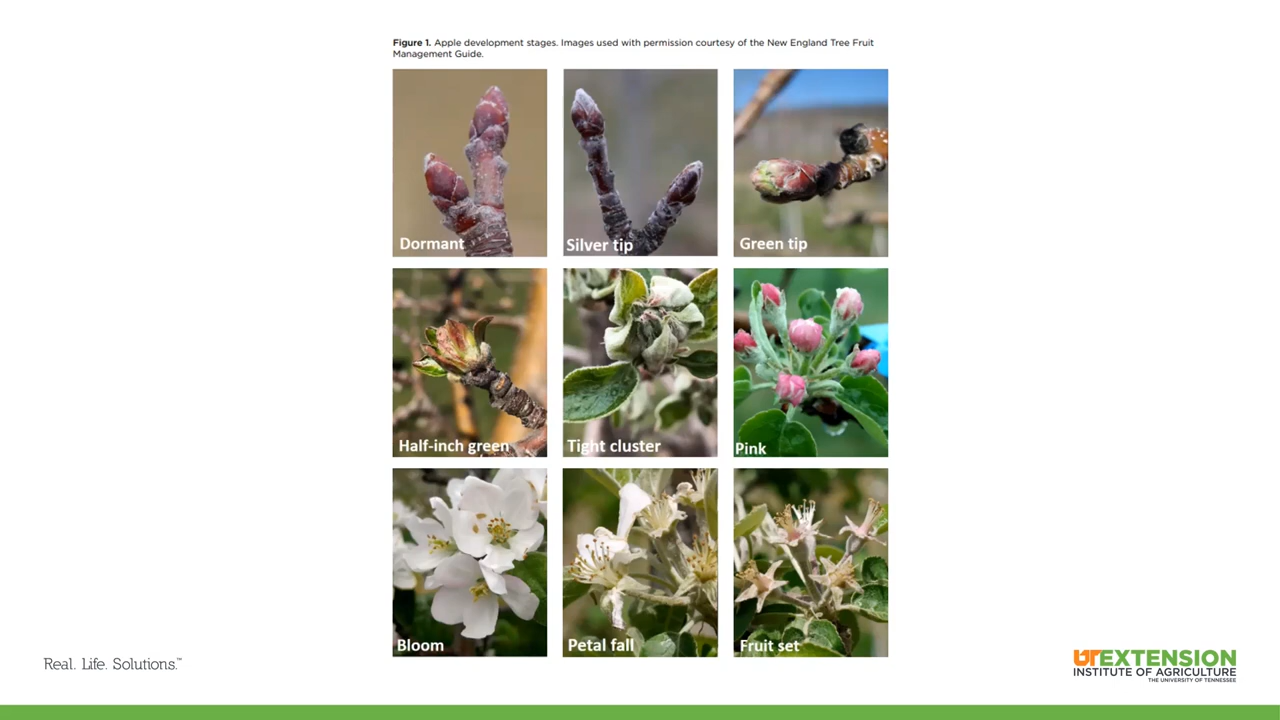 Figure 1. Apple development stages. Images used with permission courtesy of the New England Tree Fruit
Management Guide.
Dormant
Silver tip
Green tip
Half-inch green
Tight cluster
Pink
Bloom
Petal fall
Fruit set
Real. Life. Solutions.™
UTEXTENSION
INSTITUTE OF AGRICULTURE
THE UNIVERSITY OF TENNESSEE